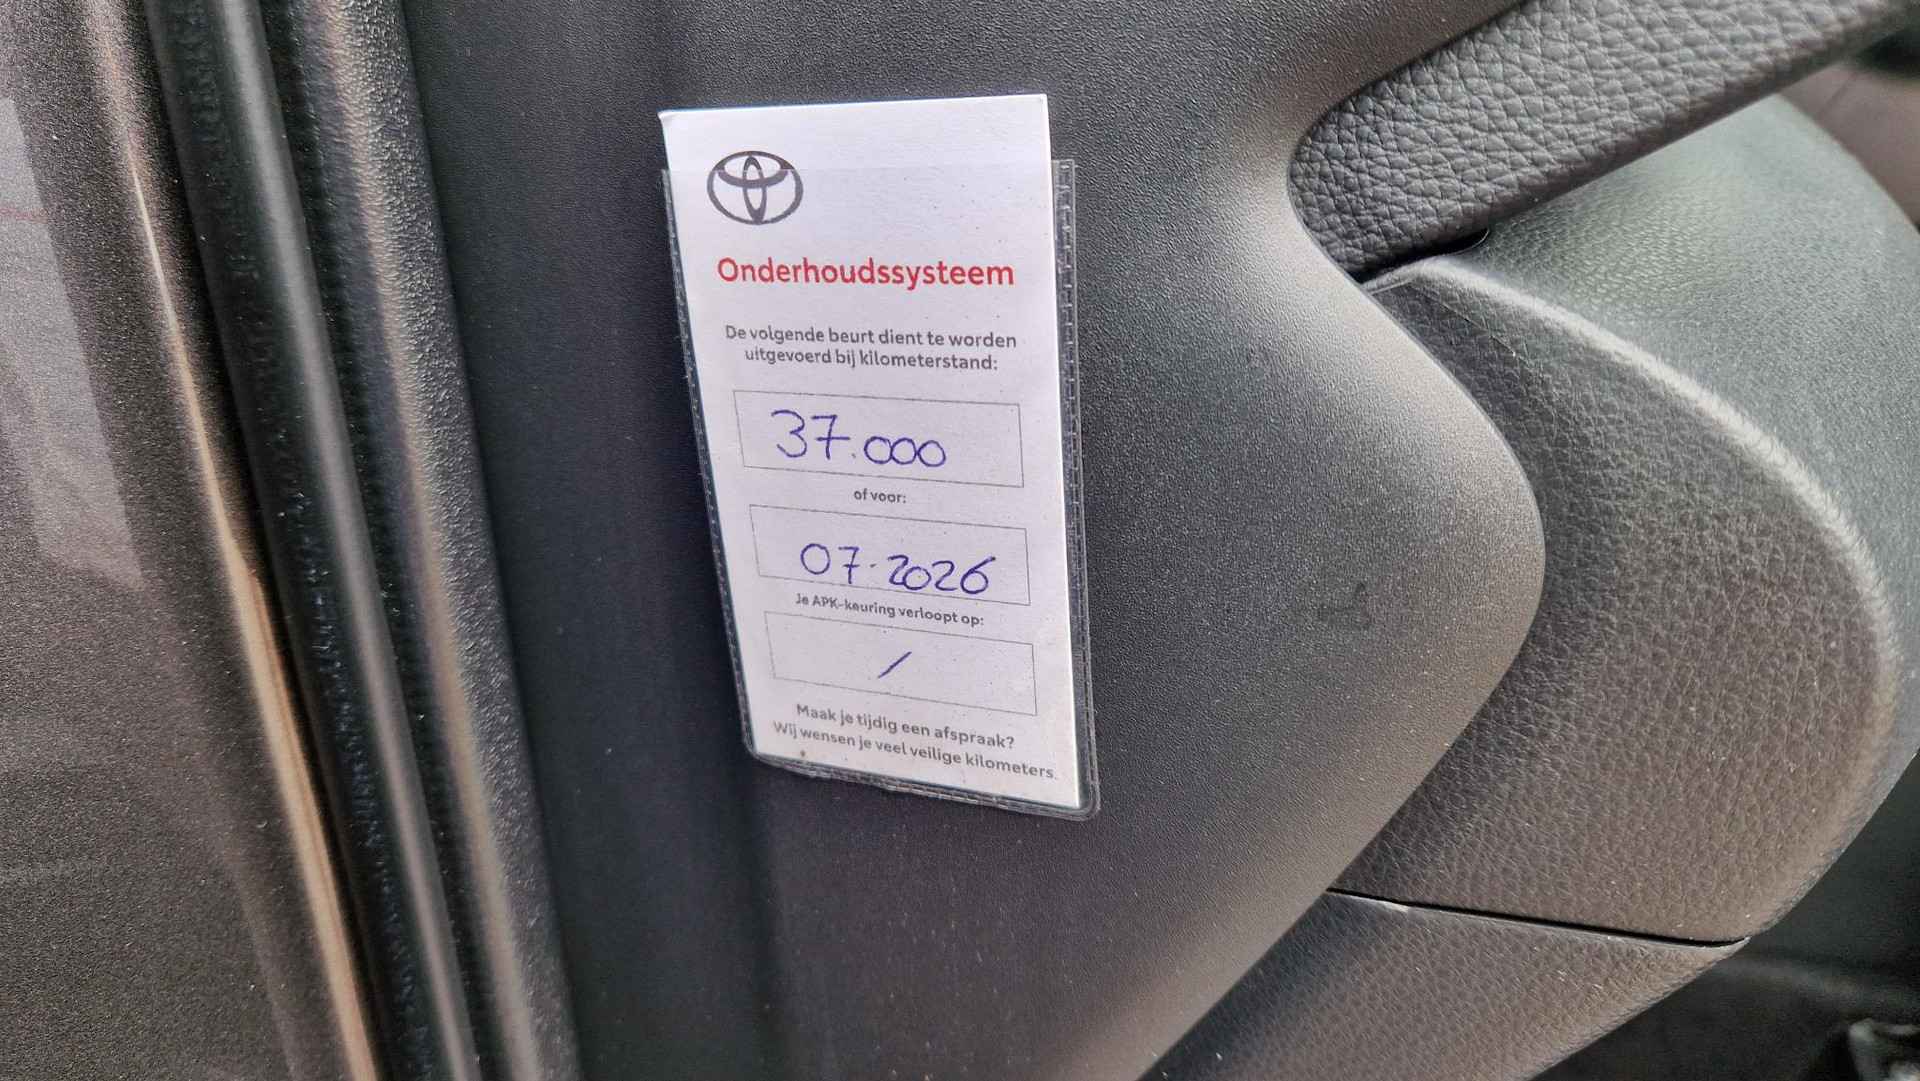 Onderhoudssysteem
De volgende beurt dient te worden
uitgevoerd bij kilometerstand:
37.000
of voor:
07.2026
Je APK-keuring verloopt op:
/
Maak je tijdig een afspraak?
Wij wensen je veel veilige kilometers.